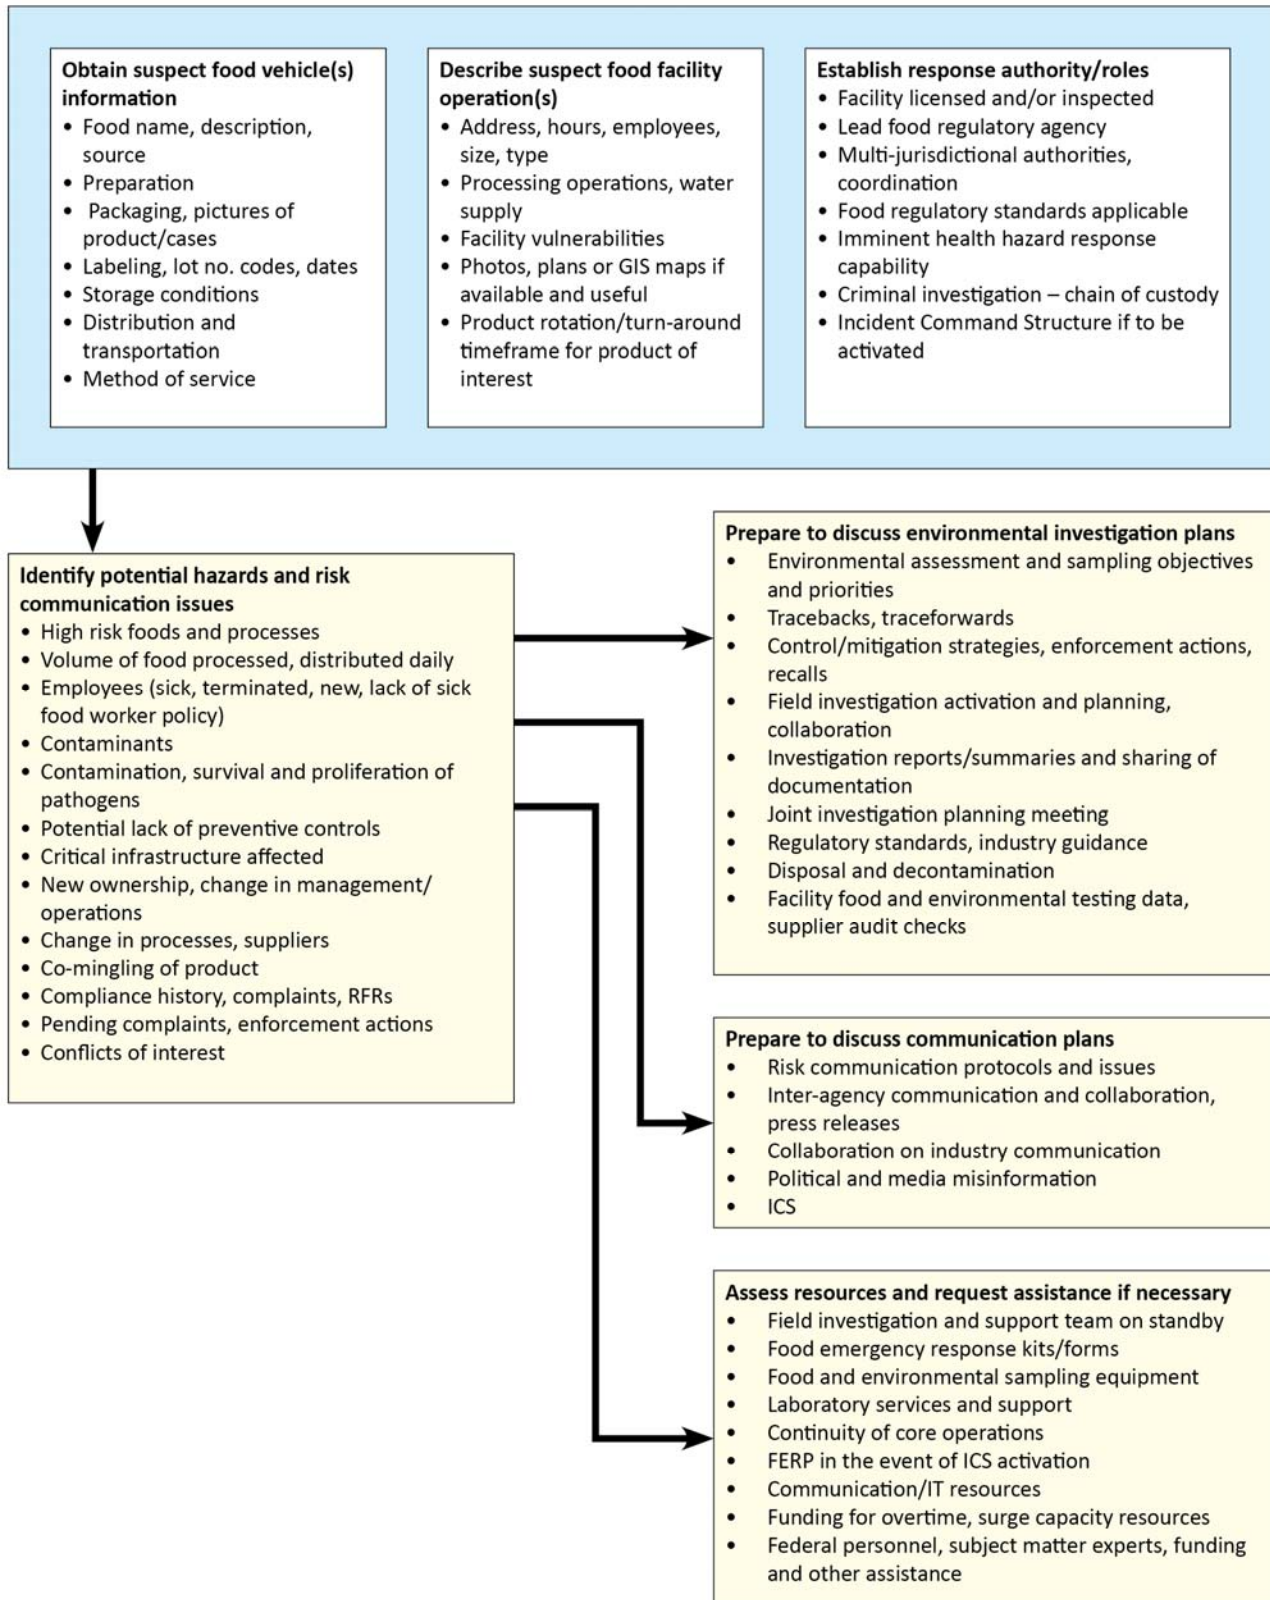 Obtain suspect food vehicle(s)
information
• Food name, description,
source
• Preparation
• Packaging, pictures of
product/cases
• Labeling, lot no. codes, dates
• Storage conditions
• Distribution and
transportation
• Method of service
Describe suspect food facility
operation(s)
• Address, hours, employees,
size, type
• Processing operations, water
supply
• Facility vulnerabilities
• Photos, plans or GIS maps if
available and useful
• Product rotation/turn-around
timeframe for product of
interest
Establish response authority/roles
• Facility licensed and/or inspected
• Lead food regulatory agency
• Multi-jurisdictional authorities,
coordination
• Food regulatory standards applicable
• Imminent health hazard response
capability
• Criminal investigation – chain of custody
• Incident Command Structure if to be
activated
Identify potential hazards and risk
communication issues
• High risk foods and processes
• Volume of food processed, distributed daily
• Employees (sick, terminated, new, lack of sick
food worker policy)
• Contaminants
• Contamination, survival and proliferation of
pathogens
• Potential lack of preventive controls
• Critical infrastructure affected
• New ownership, change in management/
operations
• Change in processes, suppliers
• Co-mingling of product
• Compliance history, complaints, RFRs
• Pending complaints, enforcement actions
• Conflicts of interest
Prepare to discuss environmental investigation plans
• Environmental assessment and sampling objectives
and priorities
• Tracebacks, traceforwards
• Control/mitigation strategies, enforcement actions,
recalls
• Field investigation activation and planning,
collaboration
• Investigation reports/summaries and sharing of
documentation
• Joint investigation planning meeting
• Regulatory standards, industry guidance
• Disposal and decontamination
• Facility food and environmental testing data,
supplier audit checks
Prepare to discuss communication plans
• Risk communication protocols and issues
• Inter-agency communication and collaboration,
press releases
• Collaboration on industry communication
• Political and media misinformation
• ICS
Assess resources and request assistance if necessary
• Field investigation and support team on standby
• Food emergency response kits/forms
• Food and environmental sampling equipment
• Laboratory services and support
• Continuity of core operations
• FERP in the event of ICS activation
• Communication/IT resources
• Funding for overtime, surge capacity resources
• Federal personnel, subject matter experts, funding
and other assistance